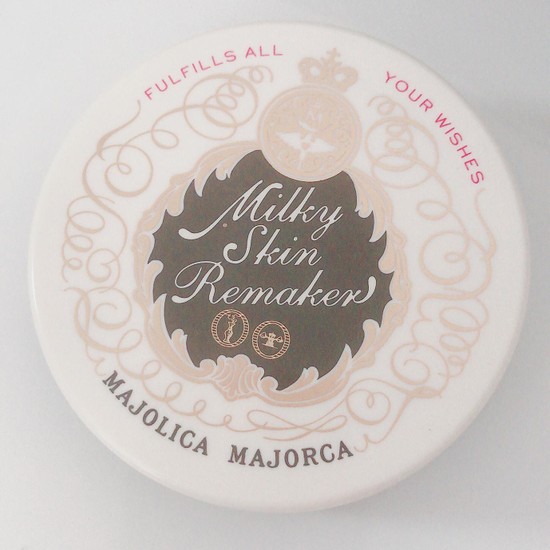 FULFILLS ALL YOUR WISHES
Milky
Skin
Remaker
MAJOLICA MAJORCA